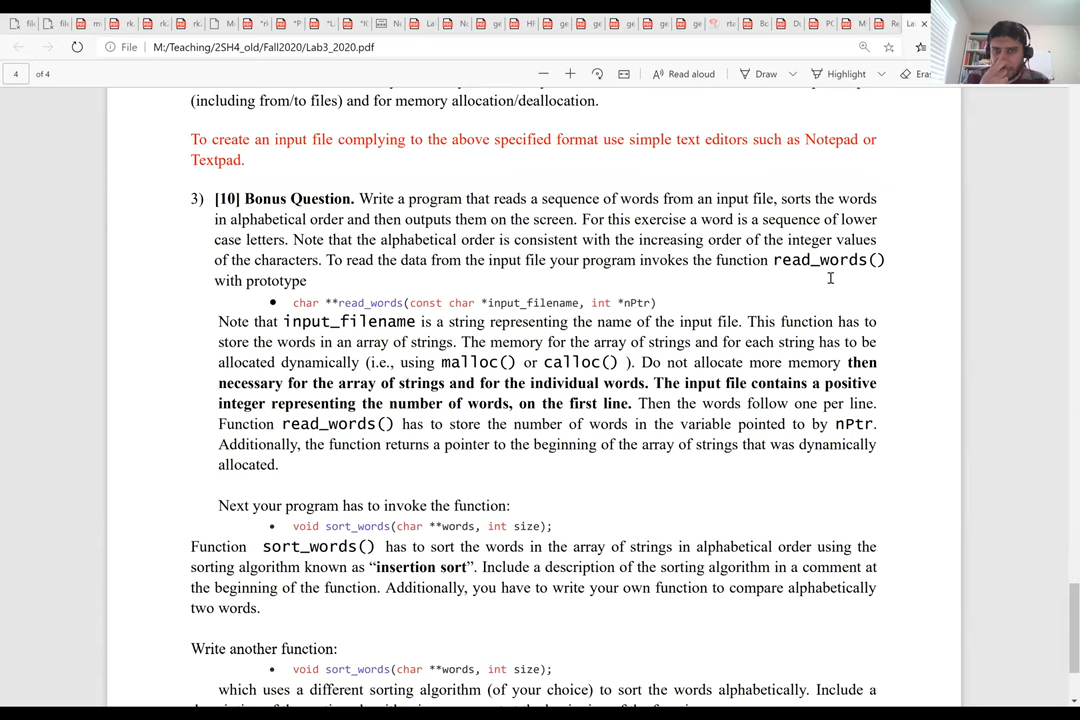 File M:/Teaching/2SH4_old/Fall2020/Lab3_2020.pdf
4 of 4 Read aloud Draw Highlight
(including from/to files) and for memory allocation/deallocation.
To create an input file complying to the above specified format use simple text editors such as Notepad or
Textpad.
3) [10] Bonus Question. Write a program that reads a sequence of words from an input file, sorts the words
in alphabetical order and then outputs them on the screen. For this exercise a word is a sequence of lower
case letters. Note that the alphabetical order is consistent with the increasing order of the integer values
of the characters. To read the data from the input file your program invokes the function read_words()
with prototype
• char **read_words(const char *input_filename, int *nPtr)
Note that input_filename is a string representing the name of the input file. This function has to
store the words in an array of strings. The memory for the array of strings and for each string has to be
allocated dynamically (i.e., using malloc() or calloc() ). Do not allocate more memory then
necessary for the array of strings and for the individual words. The input file contains a positive
integer representing the number of words, on the first line. Then the words follow one per line.
Function read_words() has to store the number of words in the variable pointed to by nPtr.
Additionally, the function returns a pointer to the beginning of the array of strings that was dynamically
allocated.
Next your program has to invoke the function:
• void sort_words(char **words, int size);
Function sort_words() has to sort the words in the array of strings in alphabetical order using the
sorting algorithm known as “insertion sort”. Include a description of the sorting algorithm in a comment at
the beginning of the function. Additionally, you have to write your own function to compare alphabetically
two words.
Write another function:
• void sort_words(char **words, int size);
which uses a different sorting algorithm (of your choice) to sort the words alphabetically. Include a